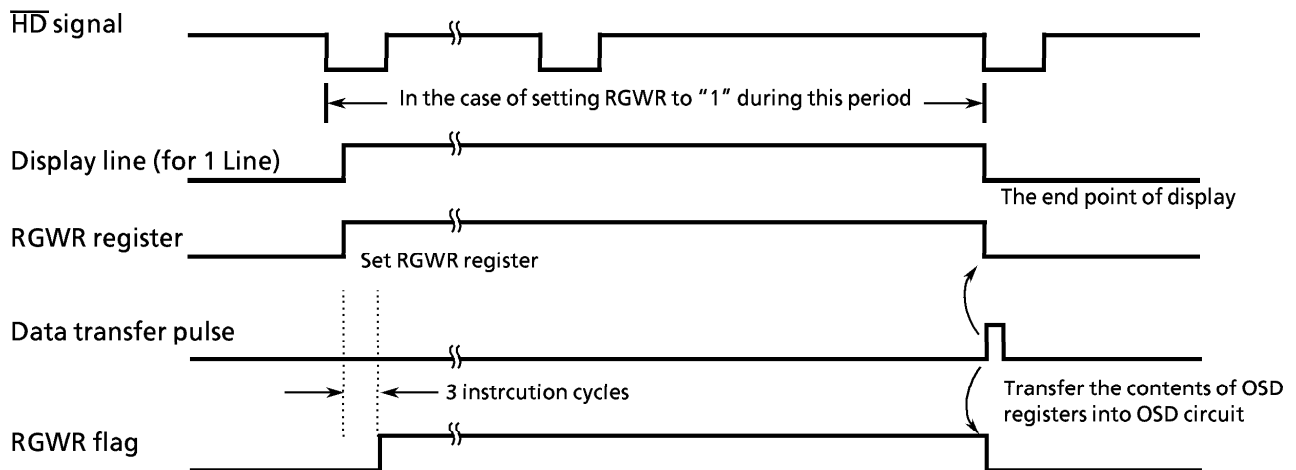 HD signal
In the case of setting RGWR to “1” during this period
Display line (for 1 Line)
The end point of display
RGWR register
Set RGWR register
Data transfer pulse
3 instrcution cycles
Transfer the contents of OSD
registers into OSD circuit
RGWR flag